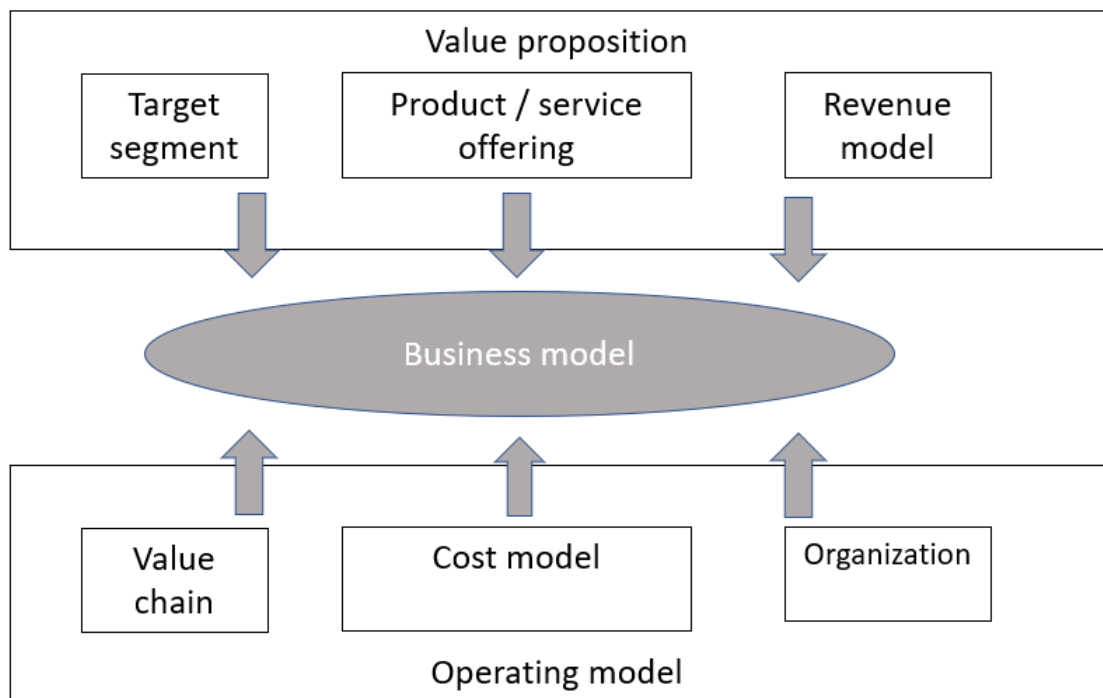 Value proposition
Target
segment
Product / service
offering
Revenue
model
Business model
Value
chain
Cost model
Organization
Operating model